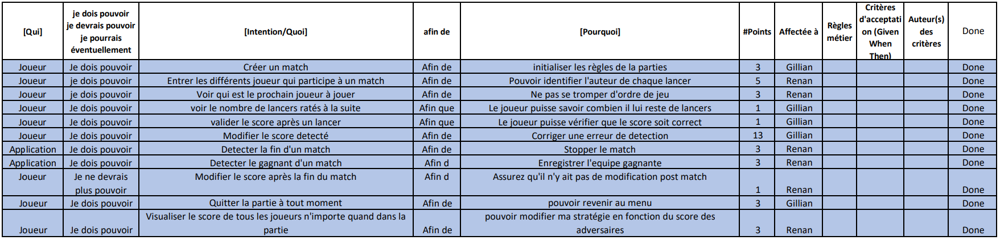 [Qui] je dois pouvoir je devrais pouvoir je pourrais éventuellement [Intention/Quoi] afin de [Pourquoi] #Points Affectée à Règles métier Critères d'acceptati on (Given When Then) Auteur(s) des critères Done
Joueur Je dois pouvoir Créer un match Afin de initialiser les règles de la parties 3 Gillian Done
Joueur je dois pouvoir Entrer les différents joueur qui participe à un match Afin de Pouvoir identifier l'auteur de chaque lancer 5 Renan Done
Joueur je dois pouvoir Voir qui est le prochain joueur à jouer Afin de Ne pas se tromper d'ordre de jeu 3 Renan Done
Joueur Je dois pouvoir voir le nombre de lancers ratés à la suite Afin que Le joueur puisse savoir combien il lui reste de lancers 1 Gillian Done
Joueur Je dois pouvoir valider le score après un lancer Afin que Le joueur puisse vérifier que le score soit correct 1 Gillian Done
Joueur Je dois pouvoir Modifier le score detecté Afin de Corriger une erreur de detection 13 Gillian Done
Application Je dois pouvoir Detecter la fin d'un match Afin de Stopper le match 3 Renan Done
Application Je dois pouvoir Detecter le gagnant d'un match Afin d Enregistrer l'equipe gagnante 3 Renan Done
Joueur Je ne devrais plus pouvoir Modifier le score après la fin du match Afin d Assurez qu'il n'y ait pas de modification post match 1 Renan Done
Joueur Je dois pouvoir Quitter la partie à tout moment Afin de pouvoir revenir au menu 3 Gillian Done
Joueur Je dois pouvoir Visualiser le score de tous les joueurs n'importe quand dans la partie Afin de pouvoir modifier ma stratégie en fonction du score des adversaires 3 Renan Done